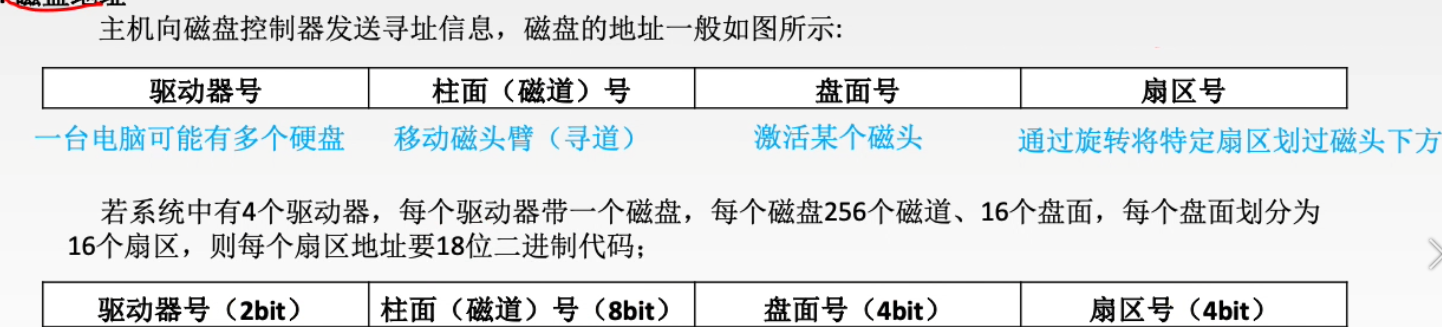 主机向磁盘控制器发送寻址信息，磁盘的地址一般如图所示:
驱动器号 柱面（磁道）号 盘面号 扇区号
一台电脑可能有多个硬盘 移动磁头臂（寻道） 激活某个磁头 通过旋转将特定扇区划过磁头下方
若系统中有4个驱动器，每个驱动器带一个磁盘，每个磁盘256个磁道、16个盘面，每个盘面划分为
16个扇区，则每个扇区地址要18位二进制代码；
驱动器号（2bit） 柱面（磁道）号（8bit） 盘面号（4bit） 扇区号（4bit）